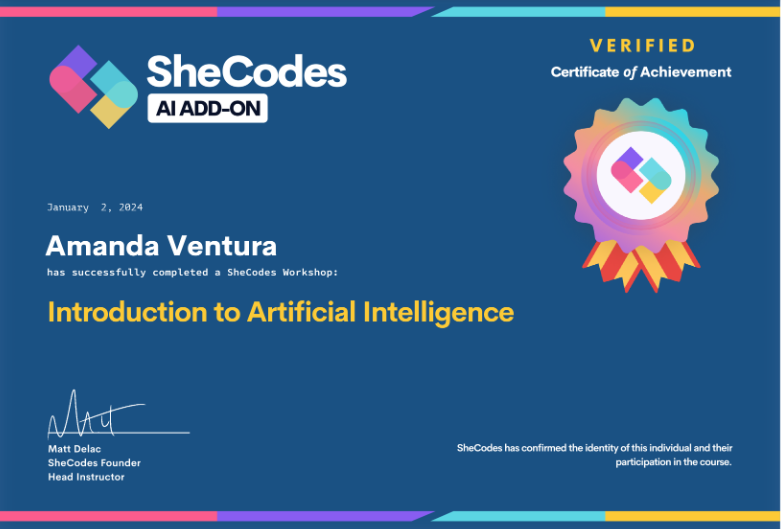 SheCodes
AI ADD-ON
VERIFIED
Certificate of Achievement
January 2, 2024
Amanda Ventura
has successfully completed a SheCodes Workshop:
Introduction to Artificial Intelligence
Matt Delac
SheCodes Founder
Head Instructor
SheCodes has confirmed the identity of this individual and their
participation in the course.